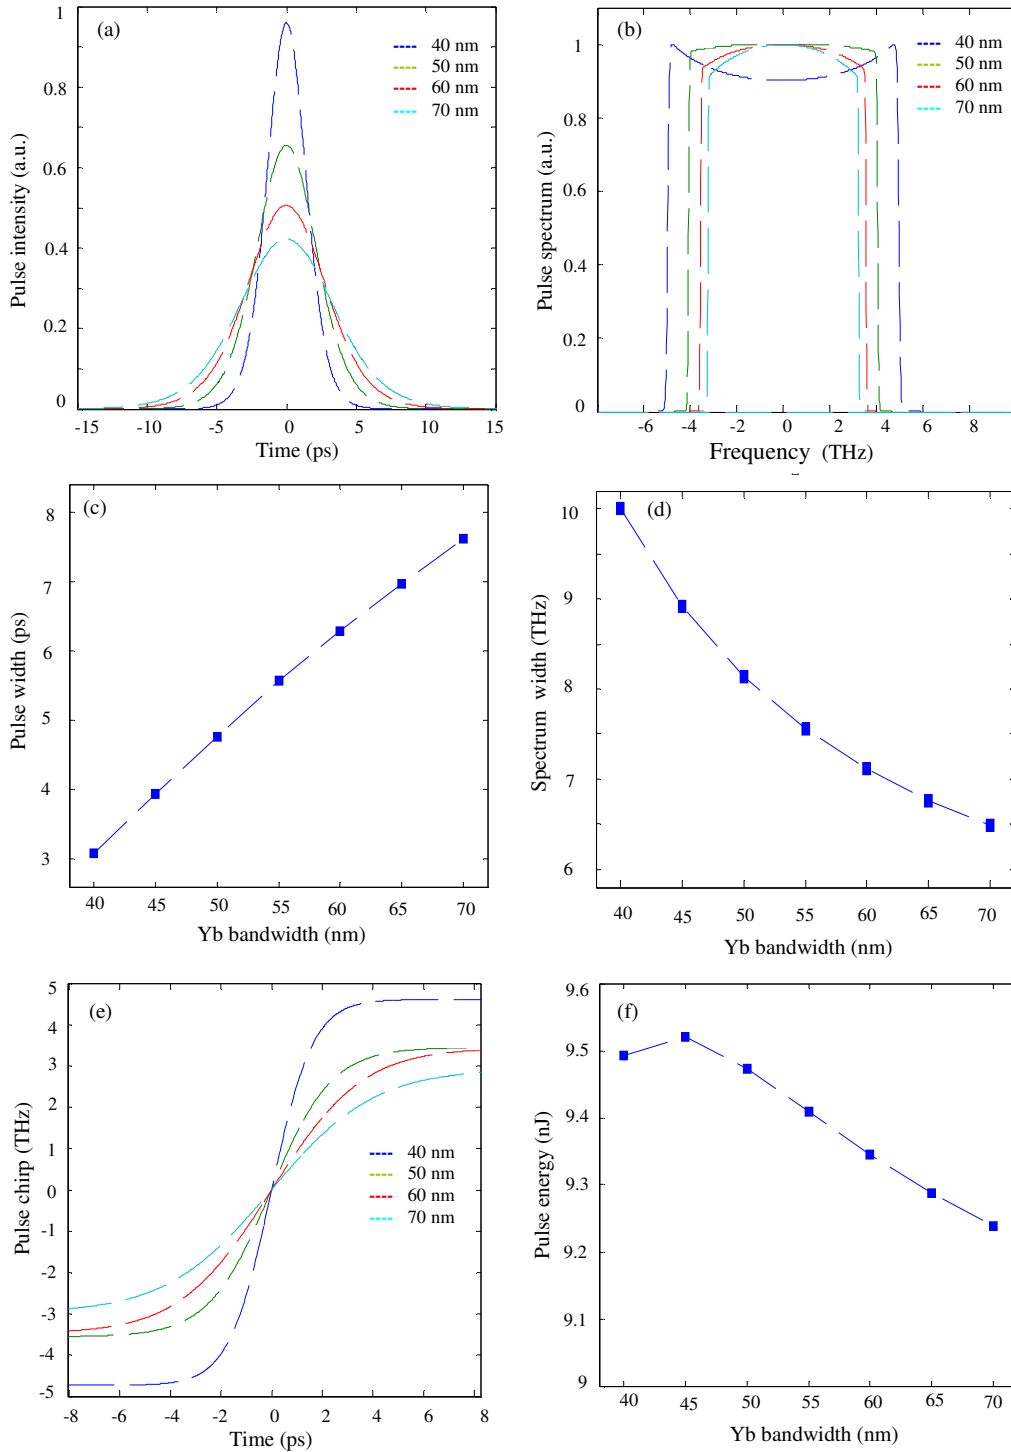 (a)
1
0.8
0.6
0.4
0.2
0
Pulse intensity (a.u.)
40 nm
50 nm
60 nm
70 nm
-15 -10 -5 0 5 10 15
Time (ps)
(b)
1
0.8
0.6
0.4
0.2
0
Pulse spectrum (a.u.)
40 nm
50 nm
60 nm
70 nm
-6 -4 -2 0 2 4 6 8
Frequency (THz)
(c)
8
7
6
5
4
3
Pulse width (ps)
40 45 50 55 60 65 70
Yb bandwidth (nm)
(d)
10
9
8
7
6
Spectrum width (THz)
40 45 50 55 60 65 70
Yb bandwidth (nm)
(e)
5
4
3
2
1
0
-1
-2
-3
-4
-5
Pulse chirp (THz)
40 nm
50 nm
60 nm
70 nm
-8 -6 -4 -2 0 2 4 6 8
Time (ps)
(f)
9.6
9.5
9.4
9.3
9.2
9.1
9
Pulse energy (nJ)
40 45 50 55 60 65 70
Yb bandwidth (nm)